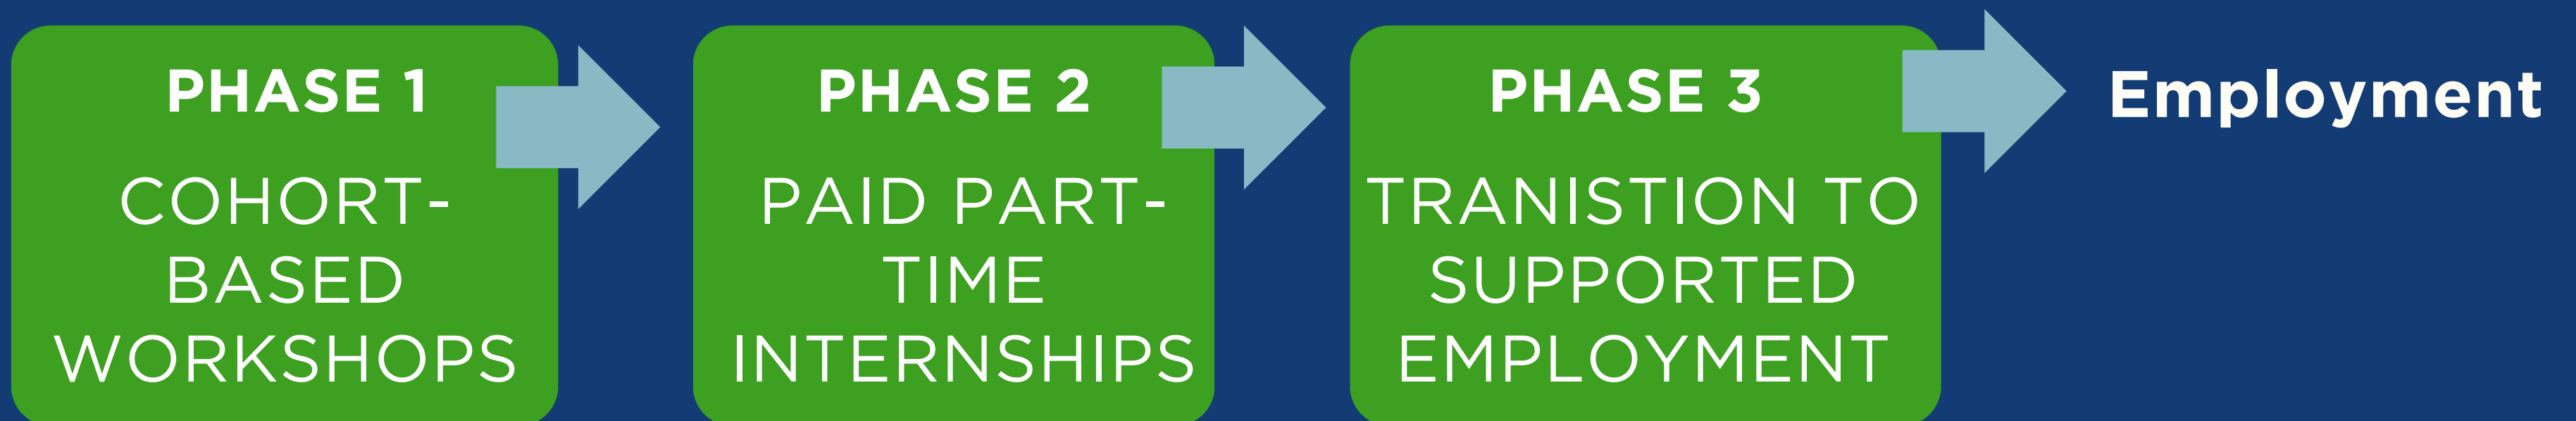 PHASE 1
COHORT-
BASED
WORKSHOPS
PHASE 2
PAID PART-
TIME
INTERNSHIPS
PHASE 3
TRANISTION TO
SUPPORTED
EMPLOYMENT
Employment